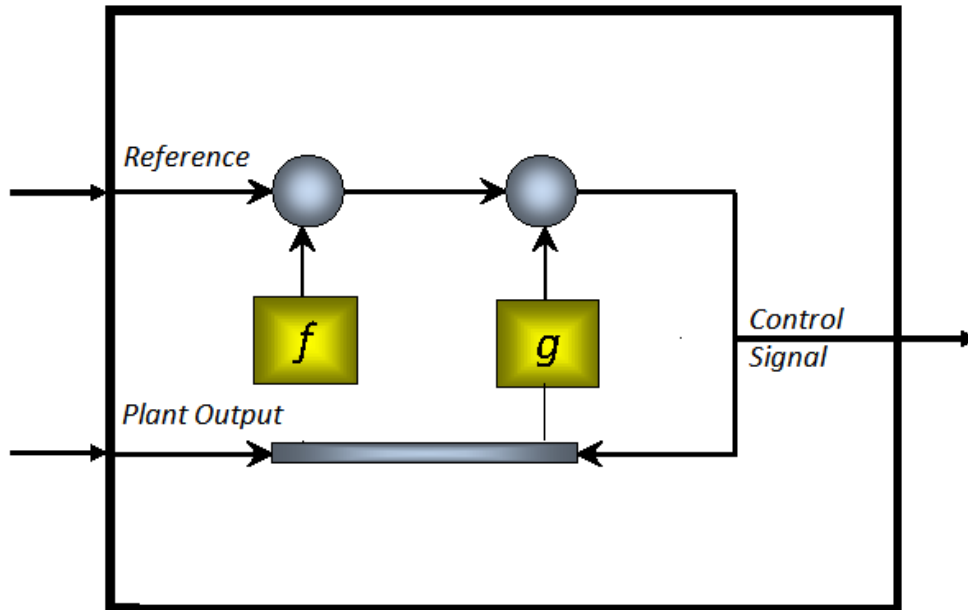 Reference
f
g
Control
Signal
Plant Output